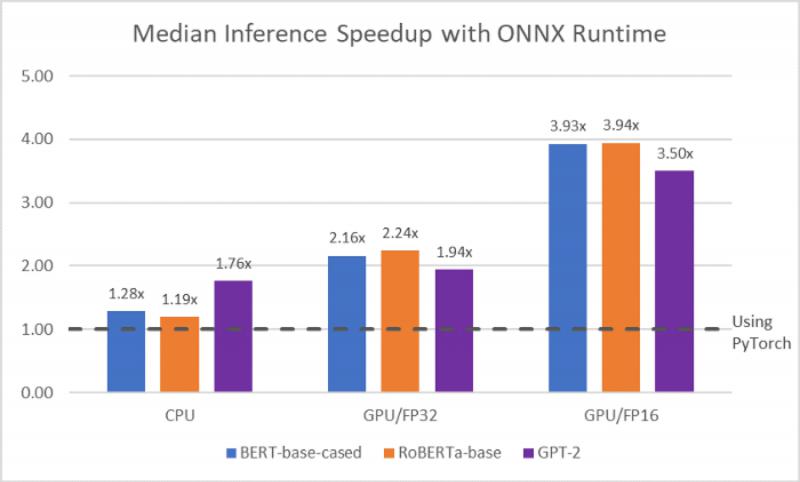 Median Inference Speedup with ONNX Runtime
5.00
4.00
3.00
2.00
1.00
0.00
1.28x
1.19x
1.76x
2.16x
2.24x
1.94x
3.93x
3.94x
3.50x
Using
PyTorch
CPU
GPU/FP32
GPU/FP16
BERT-base-cased
RoBERTa-base
GPT-2